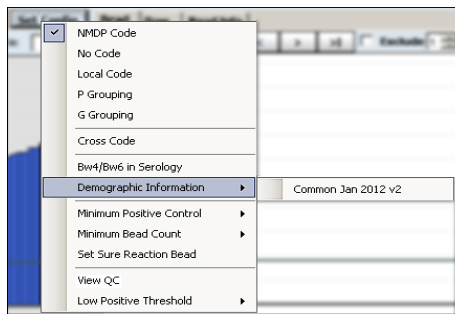 NMDP Code
No Code
Local Code
P Grouping
G Grouping
Cross Code
Bw4/Bw6 in Serology
Demographic Information
Common Jan 2012 v2
Minimum Positive Control
Minimum Bead Count
Set Sure Reaction Bead
View QC
Low Positive Threshold